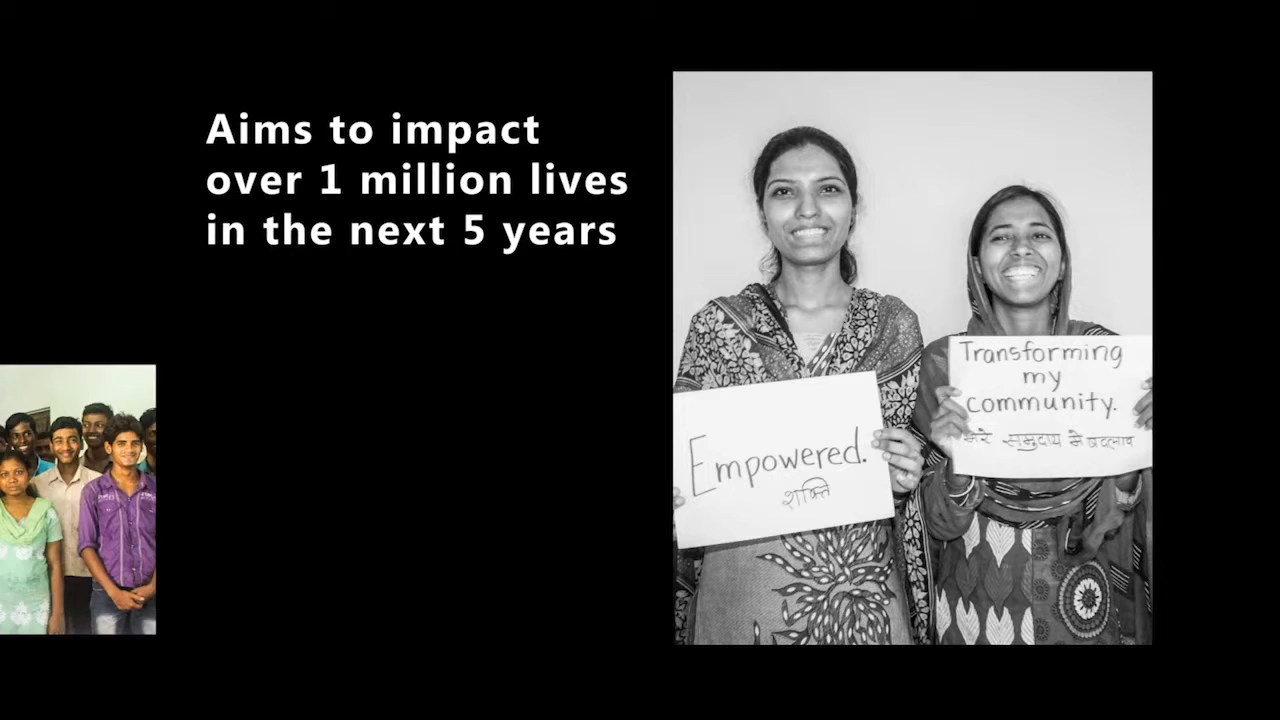 Aims to impact
over 1 million lives
in the next 5 years
Empowered.
शक्ति
Transforming
my
community.
मेरे समुदाय मे बदलाव